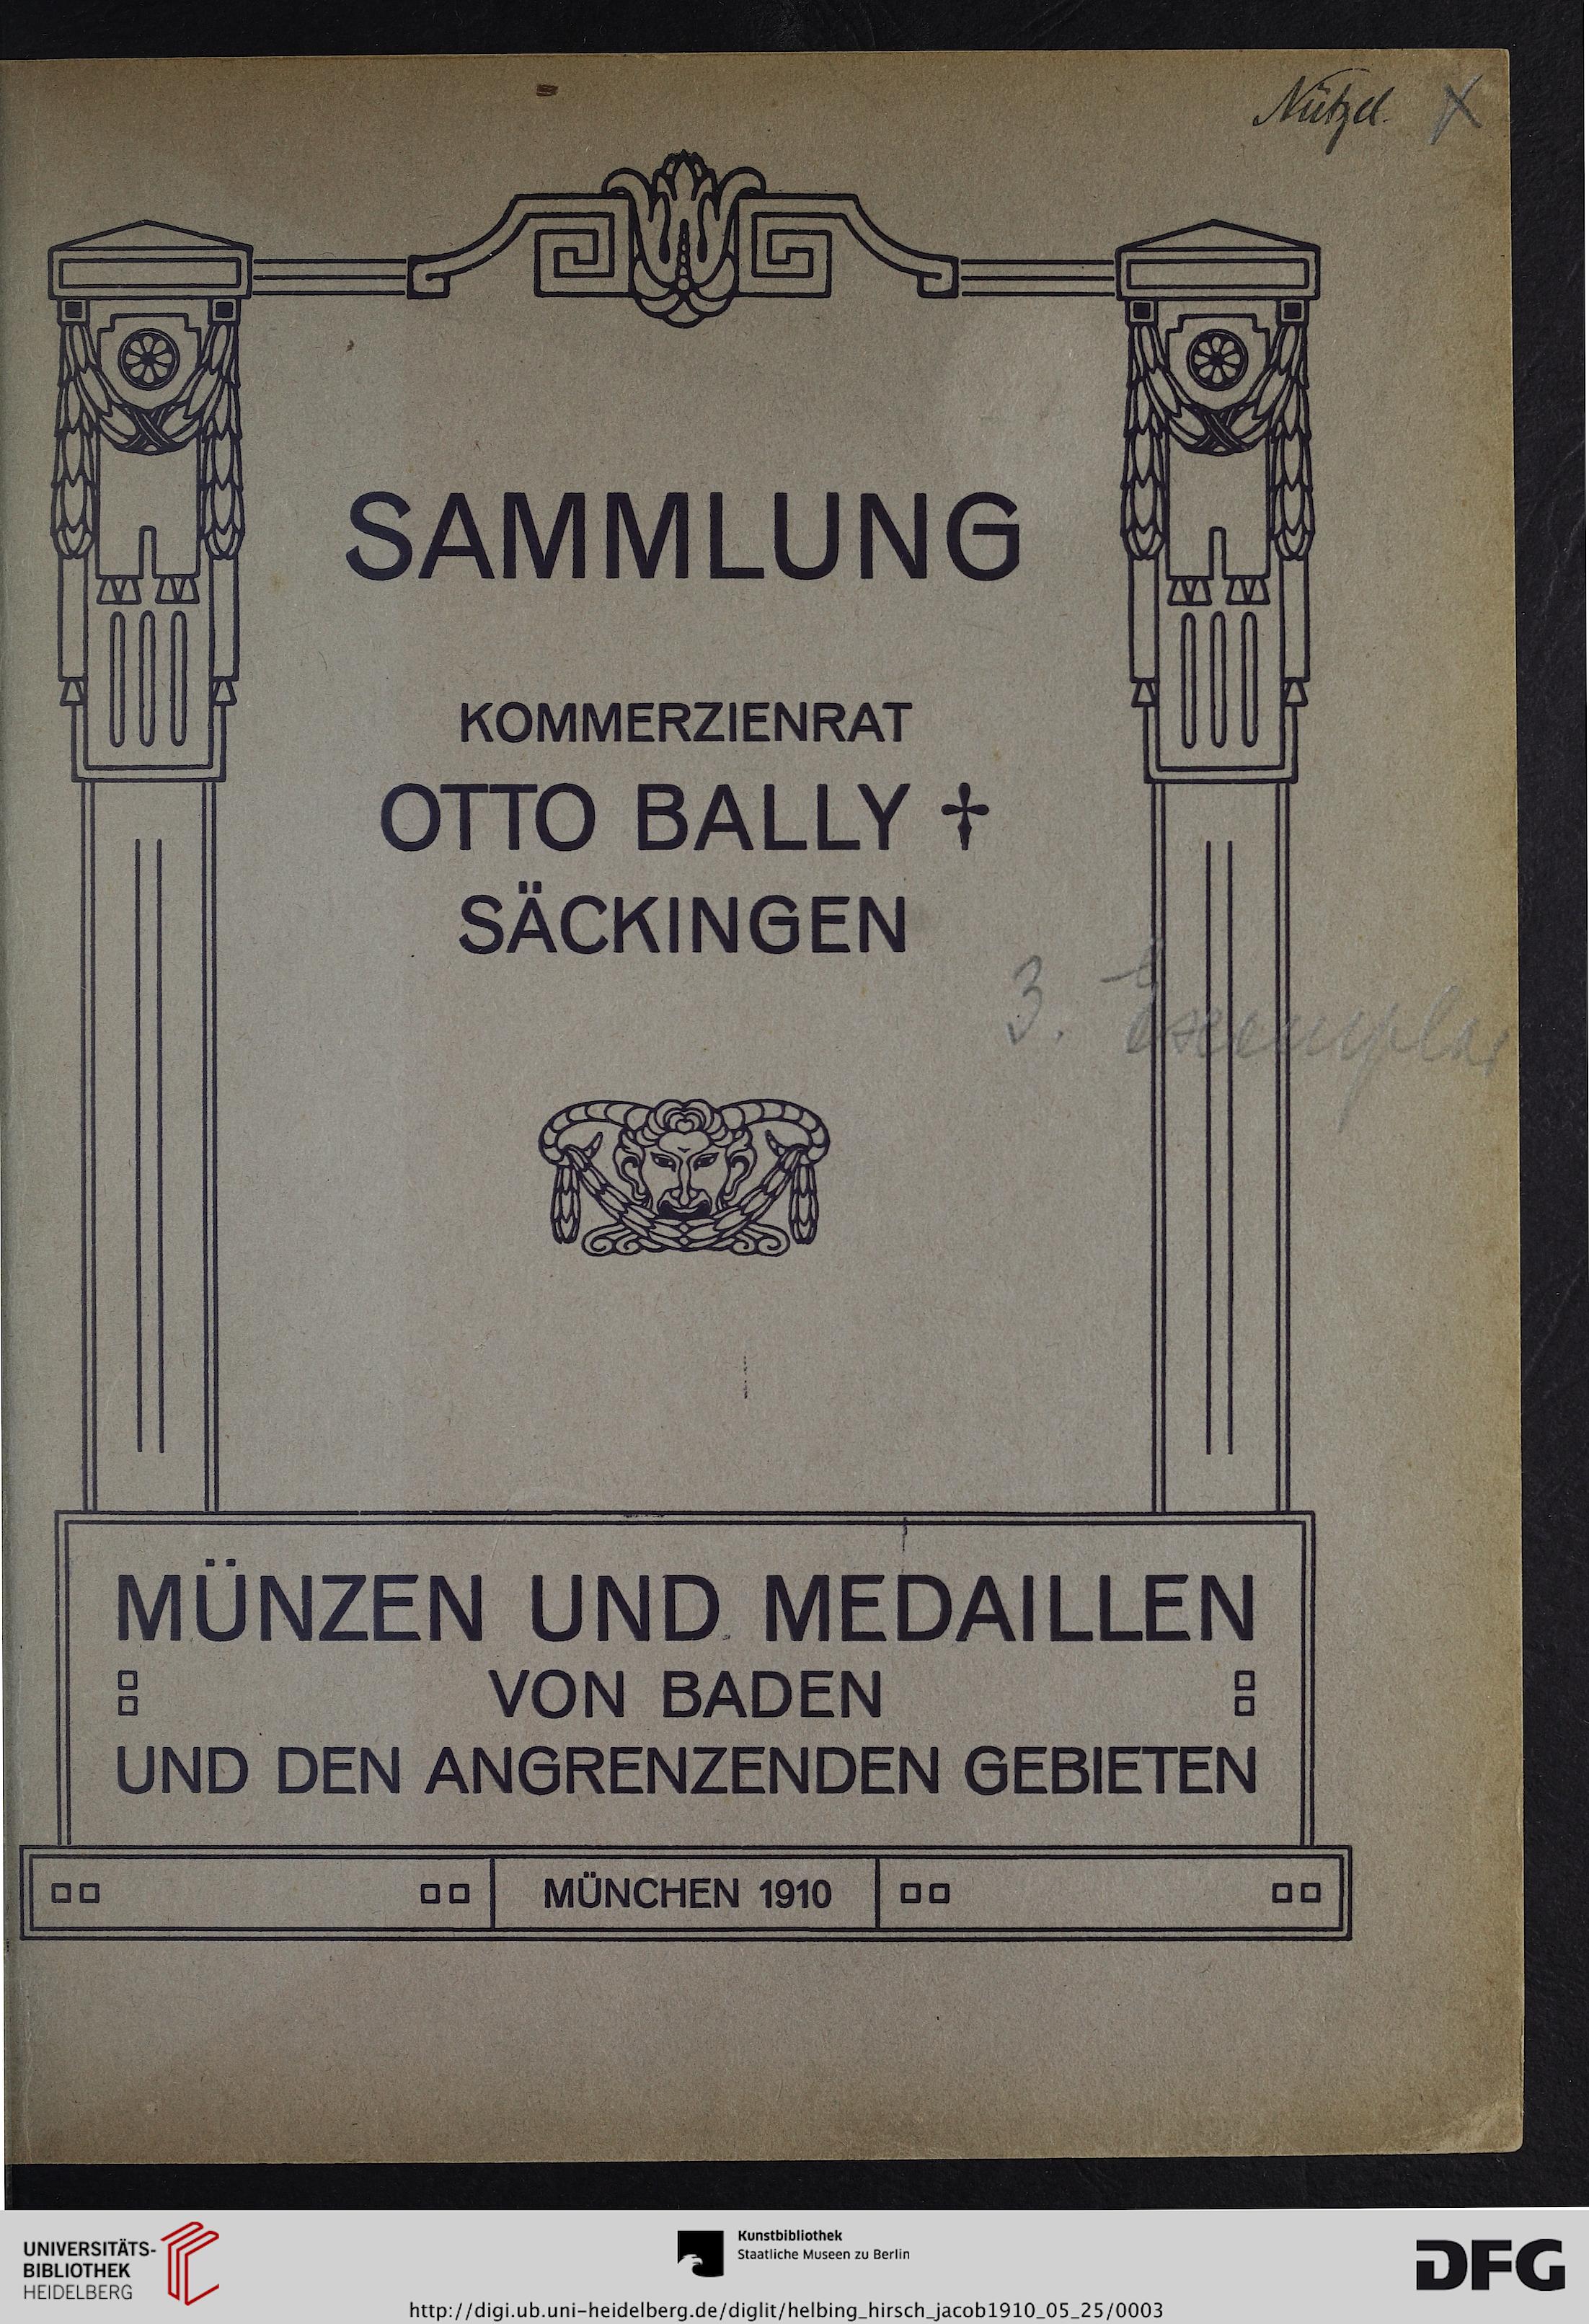 Nützel.
SAMMLUNG
KOMMERZIENRAT
OTTO BALLY †
SÄCKINGEN
3. Exemplar
MÜNZEN UND MEDAILLEN
VON BADEN
UND DEN ANGRENZENDEN GEBIETEN
MÜNCHEN 1910
UNIVERSITÄTS-
BIBLIOTHEK
HEIDELBERG
Kunstbibliothek
Staatliche Museen zu Berlin
DFG
http://digi.ub.uni-heidelberg.de/diglit/helbing_hirsch_jacob1910_05_25/0003